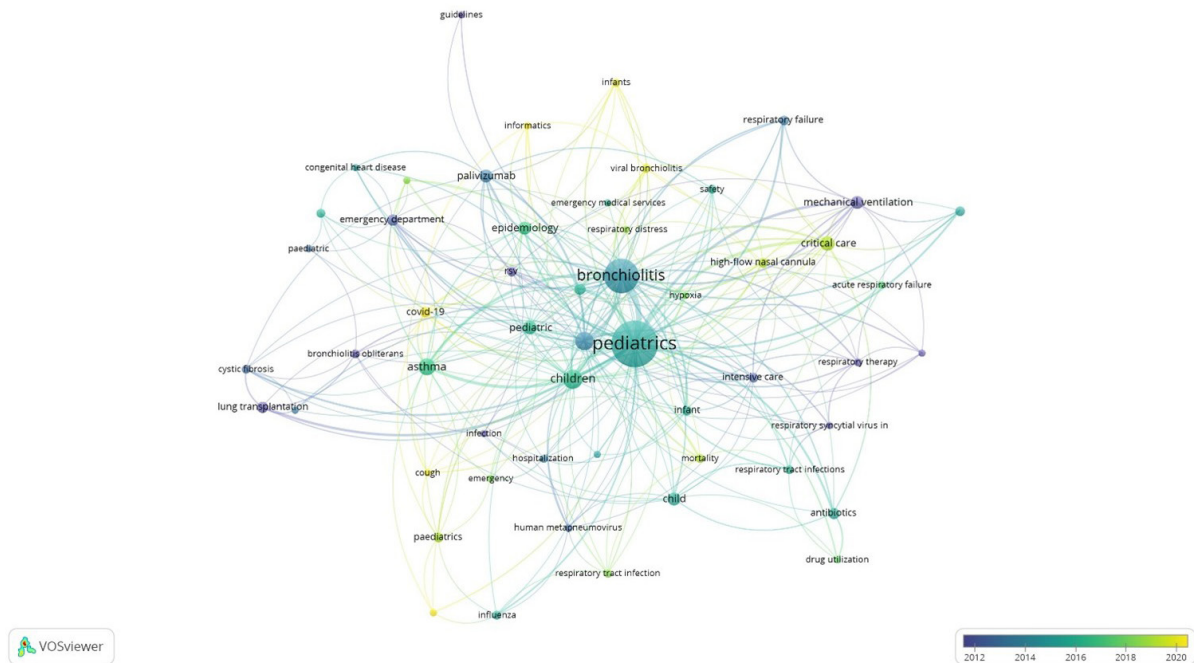 guidelines
infants
respiratory failure
informatics
congenital heart disease
palivizumab
viral bronchiolitis
safety
emergency medical services
mechanical ventilation
emergency department
epidemiology
respiratory distress
critical care
paediatric
rsv
bronchiolitis
high-flow nasal cannula
acute respiratory failure
hypoxia
covid-19
pediatric
pediatrics
bronchiolitis obliterans
respiratory therapy
cystic fibrosis
asthma
children
intensive care
lung transplantation
infant
respiratory syncytial virus in
infection
hospitalization
mortality
cough
emergency
respiratory tract infections
child
antibiotics
human metapneumovirus
paediatrics
drug utilization
respiratory tract infection
influenza
VOSviewer
2012 2014 2016 2018 2020